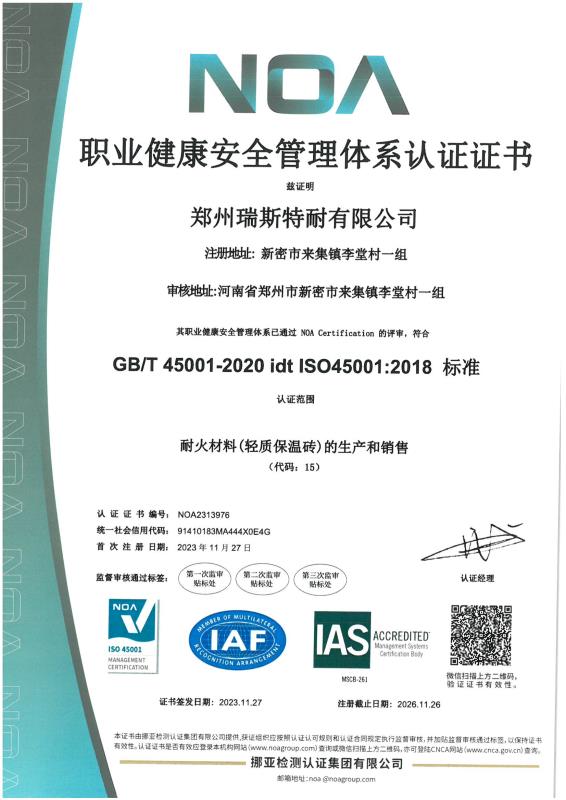 NOA
职业健康安全管理体系认证证书
兹证明
郑州瑞斯特耐有限公司
注册地址: 新密市来集镇李堂村一组
审核地址:河南省郑州市新密市来集镇李堂村一组
其职业健康安全管理体系已通过 NOA Certification 的评审，符合
GB/T 45001-2020 idt ISO45001:2018 标准
认证范围
耐火材料(轻质保温砖)的生产和销售
(代码: 15)
认 证 证 书 编号: NOA2313976
统一社会信用代码: 91410183MA444X0E4G
首 次 注 册 日期: 2023 年 11 月 27 日
监督审核通过标签:
第一次监审
贴标处
第二次监审
贴标处
第三次监审
贴标处
认证经理
NOA
ISO 45001
MANAGEMENT
CERTIFICATION
MEMBER OF MULTILATERAL
IAF
RECOGNITION ARRANGEMENT
IAS ACCREDITED
Management Systems
Certification Body
MSCB-261
微信扫描上方二维码，
验证证书有效性。
证书签发日期: 2023.11.27
注册截止日期: 2026.11.26
本证书由挪亚检测认证集团有限公司提供,获证组织应按照认证认可规则和认证合同规定执行监督审核,并加贴监督审核通过标签,以保持证书
有效性。认证证书是否有效应登录本机构网站(www.noagroup.com)查询或微信扫描上方二维码,亦可登陆CNCA网站(www.cnca.gov.cn)查询。
挪亚检测认证集团有限公司
邮箱地址: noa @noagroup.com
NOA NOA NOA NOA NOA NOA